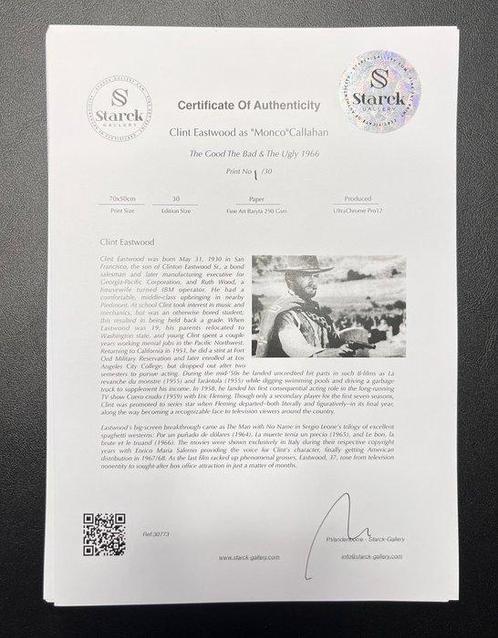 Starck
GALLERY
Starck
GALLERY
Certificate Of Authenticity
Clint Eastwood as "Monco"Callahan
The Good The Bad & The Ugly 1966
Print No 1 /30
70x50cm 30 Paper Produced
Print Size Edition Size Fine Art Baryta 290 Gsm UltraChrome Pro12
Clint Eastwood
Clint Eastwood was born May 31, 1930 in San
Francisco, the son of Clinton Eastwood Sr., a bond
salesman and later manufacturing executive for
Georgia-Pacific Corporation, and Ruth Wood, a
housewife turned IBM operator. He had a
comfortable, middle-class upbringing in nearby
Piedmont. At school Clint took interest in music and
mechanics, but was an otherwise bored student;
this resulted in being held back a grade. When
Eastwood was 19, his parents relocated to
Washington state, and young Clint spent a couple
years working menial jobs in the Pacific Northwest.
Returning to California in 1951, he did a stint at Fort
Ord Military Reservation and later enrolled at Los
Angeles City College, but dropped out after two
semesters to pursue acting. During the mid-50s he landed uncredited bit parts in such B-films as La
revancha du monstre (1955) and Tarántula (1955) while digging swimming pools and driving a garbage
truck to supplement his income. In 1958, he landed his first consequential acting role in the long-running
TV show Cuero crudo (1959) with Eric Fleming. Though only a secondary player for the first seven seasons,
Clint was promoted to series star when Fleming departed--both literally and figuratively--in its final year,
along the way becoming a recognizable face to television viewers around the country.
Eastwood's big-screen breakthrough came as The Man with No Name in Sergio Leone's trilogy of excellent
spaghetti westerns: Por un puñado de dólares (1964), La muerte tenía un precio (1965), and Le bon, la
brute et le truand (1966). The movies were shown exclusively in Italy during their respective copyright
years with Enrico Maria Salerno providing the voice for Clint's character, finally getting American
distribution in 1967/68. As the last film racked up phenomenal grosses, Eastwood, 37, rose from television
nonentity to sought-after box office attraction in just a matter of months.
Ref:30773
P.Vandenborne - Starck-Gallery
www.starck-gallery.com
info@starck-gallery.com